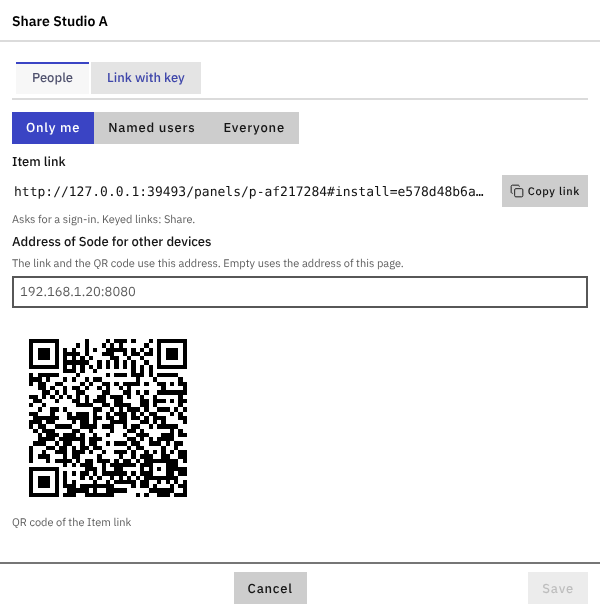 Share Studio A
People
Link with key
Only me
Named users
Everyone
Item link
http://127.0.0.1:39493/panels/p-af217284#install=e578d48b6a…
Copy link
Asks for a sign-in. Keyed links: Share.
Address of Sode for other devices
The link and the QR code use this address. Empty uses the address of this page.
192.168.1.20:8080
QR code of the Item link
Cancel
Save